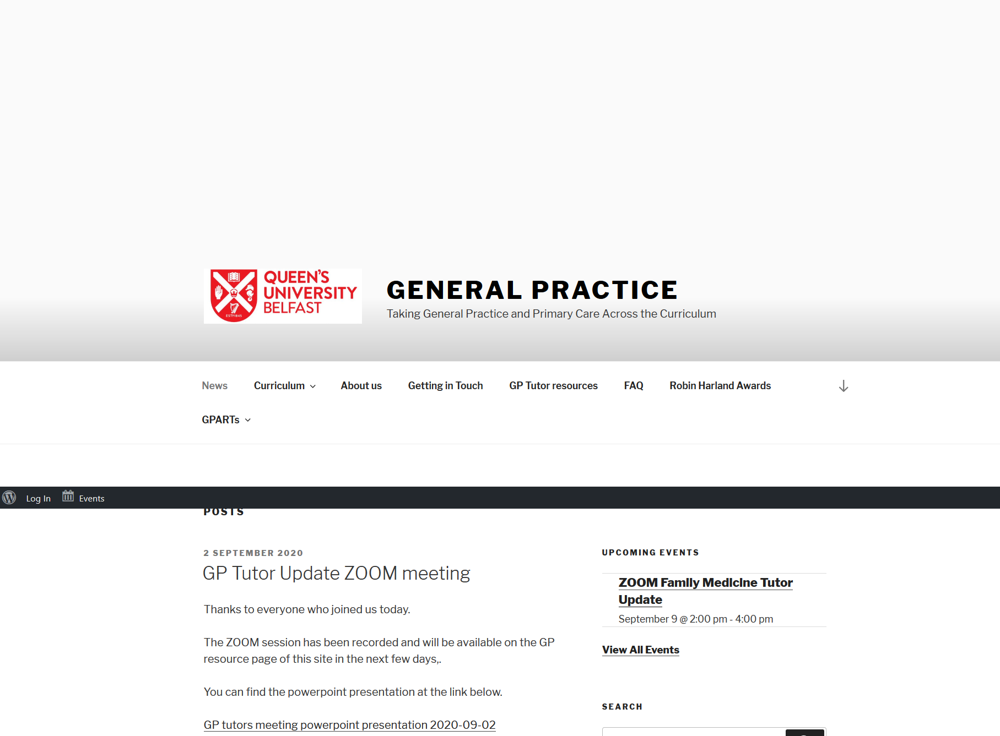 QUEEN'S
UNIVERSITY
BELFAST
ESTD1845
GENERAL PRACTICE
Taking General Practice and Primary Care Across the Curriculum
News Curriculum About us Getting in Touch GP Tutor resources FAQ Robin Harland Awards
GPARTs
Log In Events
POSTS
2 SEPTEMBER 2020
GP Tutor Update ZOOM meeting
Thanks to everyone who joined us today.
The ZOOM session has been recorded and will be available on the GP
resource page of this site in the next few days,.
You can find the powerpoint presentation at the link below.
GP tutors meeting powerpoint presentation 2020-09-02
UPCOMING EVENTS
ZOOM Family Medicine Tutor
Update
September 9 @ 2:00 pm - 4:00 pm
View All Events
SEARCH